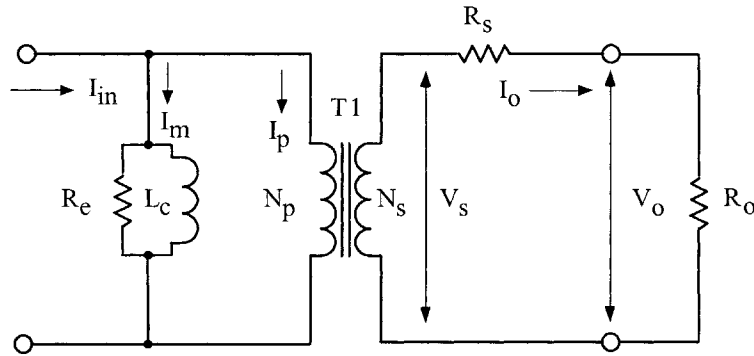 R_s
I_in
I_m
I_p
T1
I_o
R_e
L_c
N_p
N_s
V_s
V_o
R_o